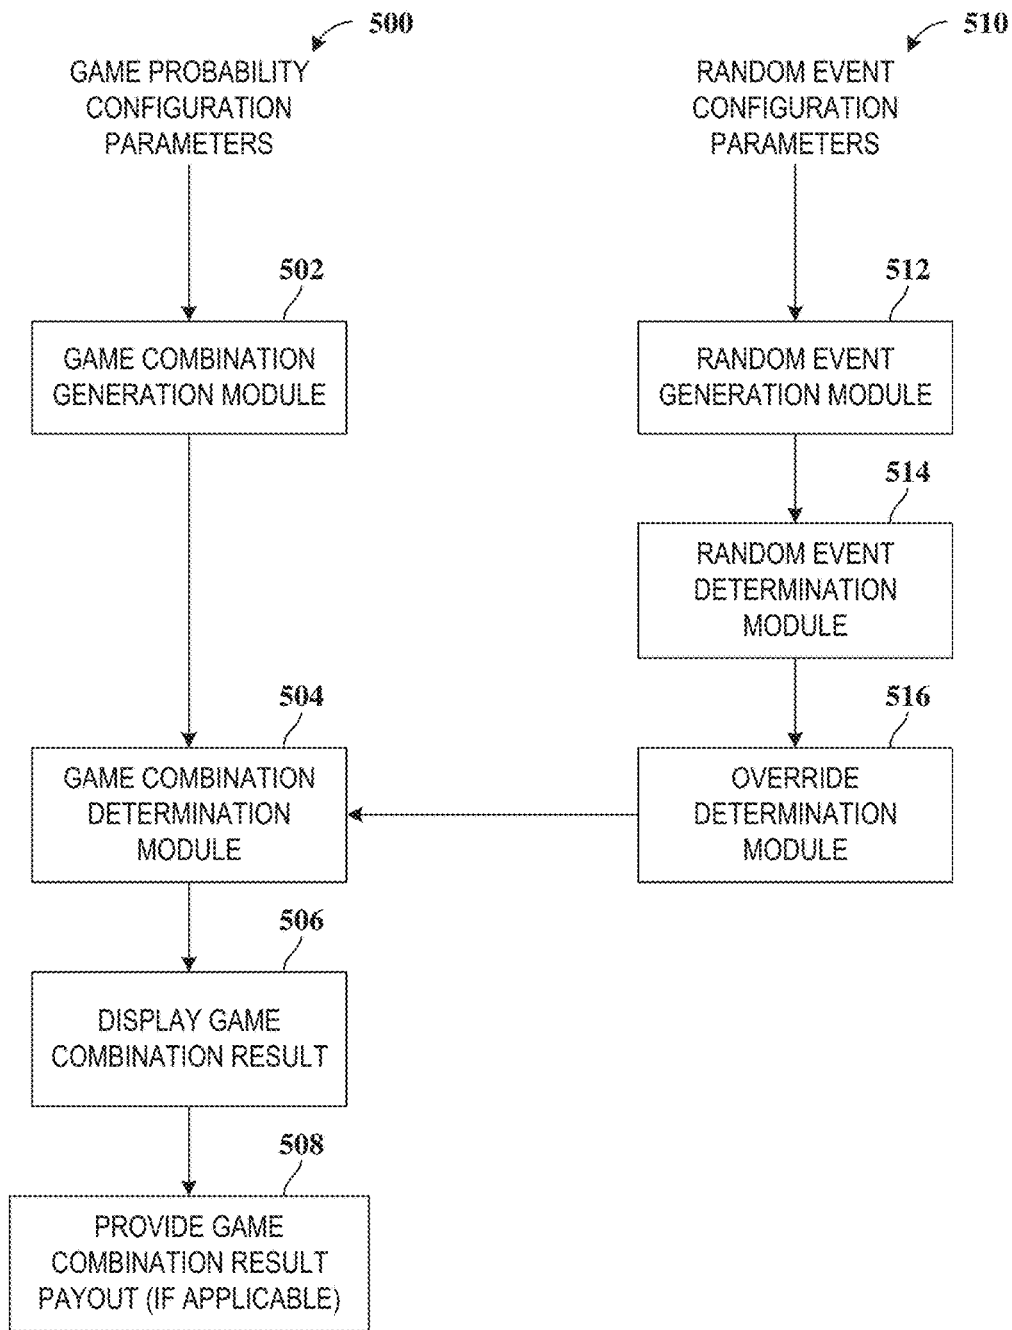 500
GAME PROBABILITY
CONFIGURATION
PARAMETERS
502
GAME COMBINATION
GENERATION MODULE
504
GAME COMBINATION
DETERMINATION
MODULE
506
DISPLAY GAME
COMBINATION RESULT
508
PROVIDE GAME
COMBINATION RESULT
PAYOUT (IF APPLICABLE)
510
RANDOM EVENT
CONFIGURATION
PARAMETERS
512
RANDOM EVENT
GENERATION MODULE
514
RANDOM EVENT
DETERMINATION
MODULE
516
OVERRIDE
DETERMINATION
MODULE